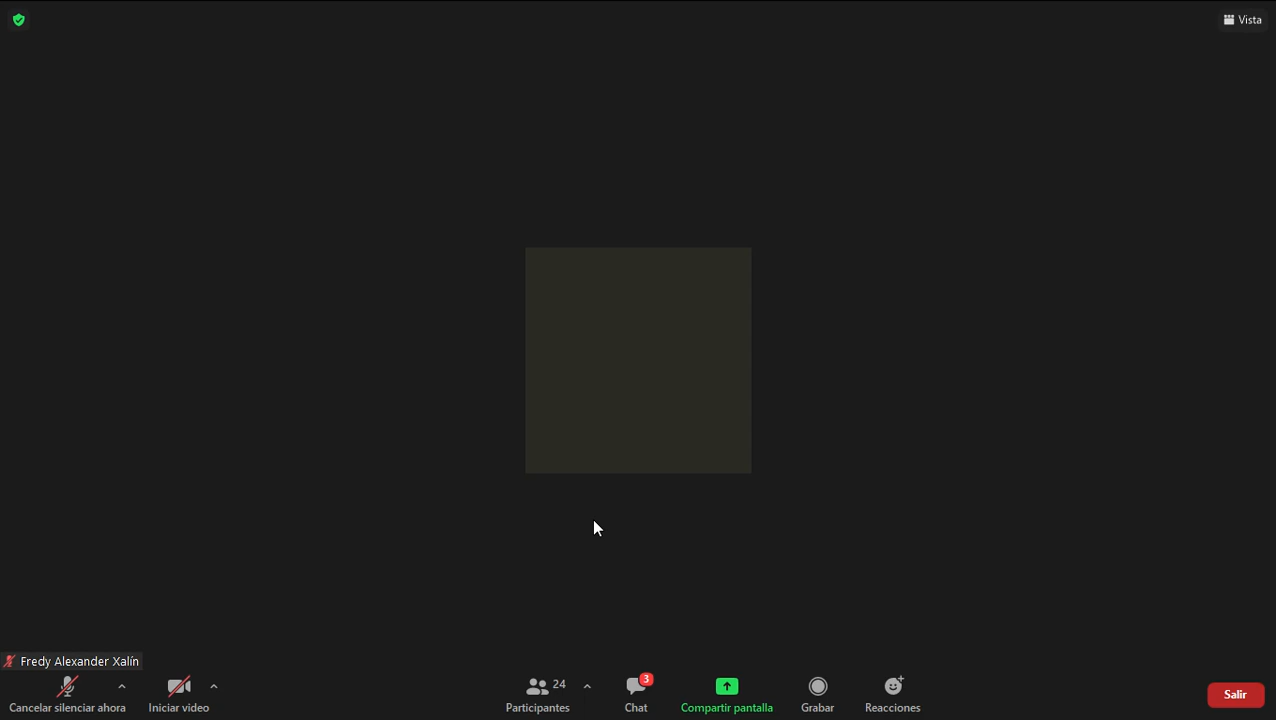 Vista
Fredy Alexander Xalín
24
3
Cancelar silenciar ahora
Iniciar video
Participantes
Chat
Compartir pantalla
Grabar
Reacciones
Salir